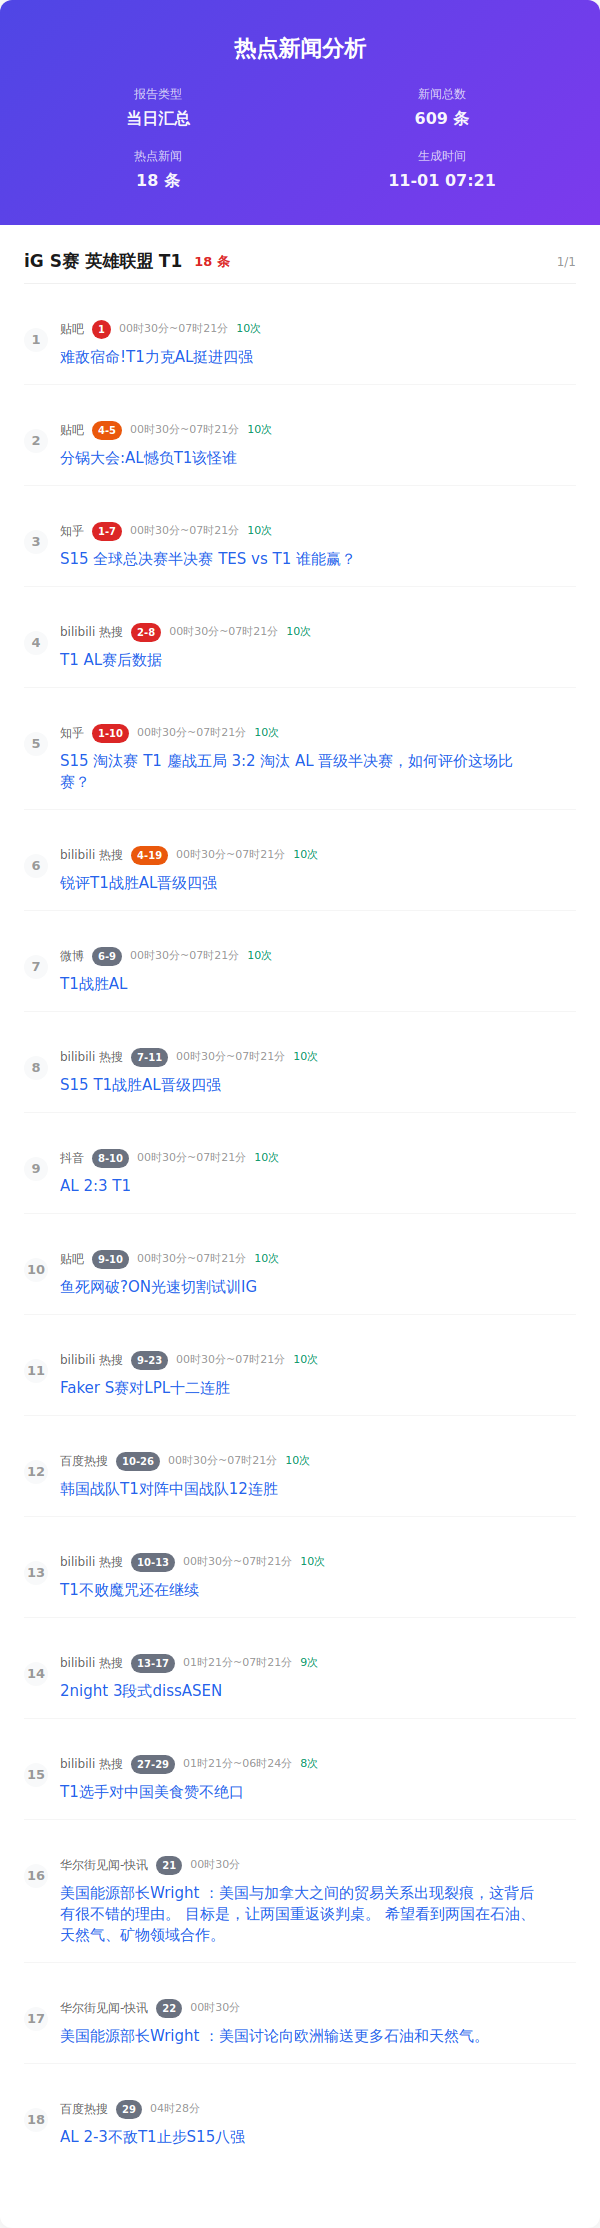 热点新闻分析
报告类型
新闻总数
当日汇总
609 条
热点新闻
生成时间
18 条
11-01 07:21
iG S赛 英雄联盟 T1 18 条 1/1
1 贴吧 1 00时30分~07时21分 10次
难敌宿命!T1力克AL挺进四强
2 贴吧 4-5 00时30分~07时21分 10次
分锅大会:AL憾负T1该怪谁
3 知乎 1-7 00时30分~07时21分 10次
S15 全球总决赛半决赛 TES vs T1 谁能赢？
4 bilibili 热搜 2-8 00时30分~07时21分 10次
T1 AL赛后数据
5 知乎 1-10 00时30分~07时21分 10次
S15 淘汰赛 T1 鏖战五局 3:2 淘汰 AL 晋级半决赛，如何评价这场比
赛？
6 bilibili 热搜 4-19 00时30分~07时21分 10次
锐评T1战胜AL晋级四强
7 微博 6-9 00时30分~07时21分 10次
T1战胜AL
8 bilibili 热搜 7-11 00时30分~07时21分 10次
S15 T1战胜AL晋级四强
9 抖音 8-10 00时30分~07时21分 10次
AL 2:3 T1
10 贴吧 9-10 00时30分~07时21分 10次
鱼死网破?ON光速切割试训IG
11 bilibili 热搜 9-23 00时30分~07时21分 10次
Faker S赛对LPL十二连胜
12 百度热搜 10-26 00时30分~07时21分 10次
韩国战队T1对阵中国战队12连胜
13 bilibili 热搜 10-13 00时30分~07时21分 10次
T1不败魔咒还在继续
14 bilibili 热搜 13-17 01时21分~07时21分 9次
2night 3段式dissASEN
15 bilibili 热搜 27-29 01时21分~06时24分 8次
T1选手对中国美食赞不绝口
16 华尔街见闻-快讯 21 00时30分
美国能源部长Wright ：美国与加拿大之间的贸易关系出现裂痕，这背后
有很不错的理由。 目标是，让两国重返谈判桌。 希望看到两国在石油、
天然气、矿物领域合作。
17 华尔街见闻-快讯 22 00时30分
美国能源部长Wright ：美国讨论向欧洲输送更多石油和天然气。
18 百度热搜 29 04时28分
AL 2-3不敌T1止步S15八强